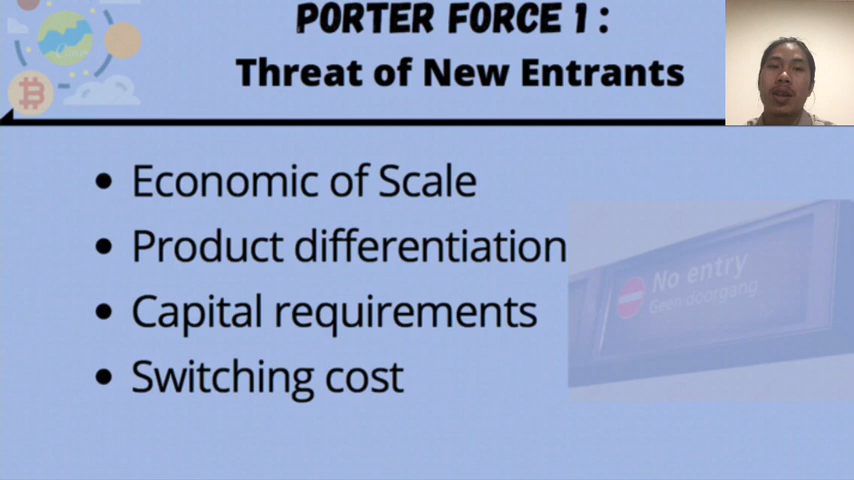 PORTER FORCE 1 :
Threat of New Entrants
• Economic of Scale
• Product differentiation
• Capital requirements
• Switching cost
No entry
Geen doorgang